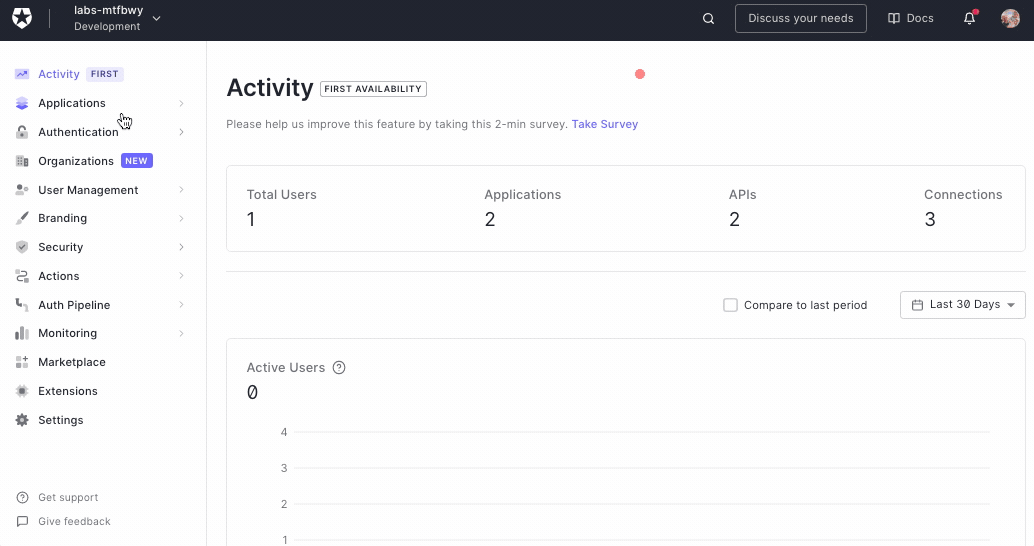 labs-mtfbwy
Development
Discuss your needs
Docs
Activity FIRST
Applications
Authentication
Organizations NEW
User Management
Branding
Security
Actions
Auth Pipeline
Monitoring
Marketplace
Extensions
Settings
Get support
Give feedback
Activity FIRST AVAILABILITY
Please help us improve this feature by taking this 2-min survey. Take Survey
Total Users
1
Applications
2
APIs
2
Connections
3
Compare to last period
Last 30 Days
Active Users ?
0
4
3
2
1